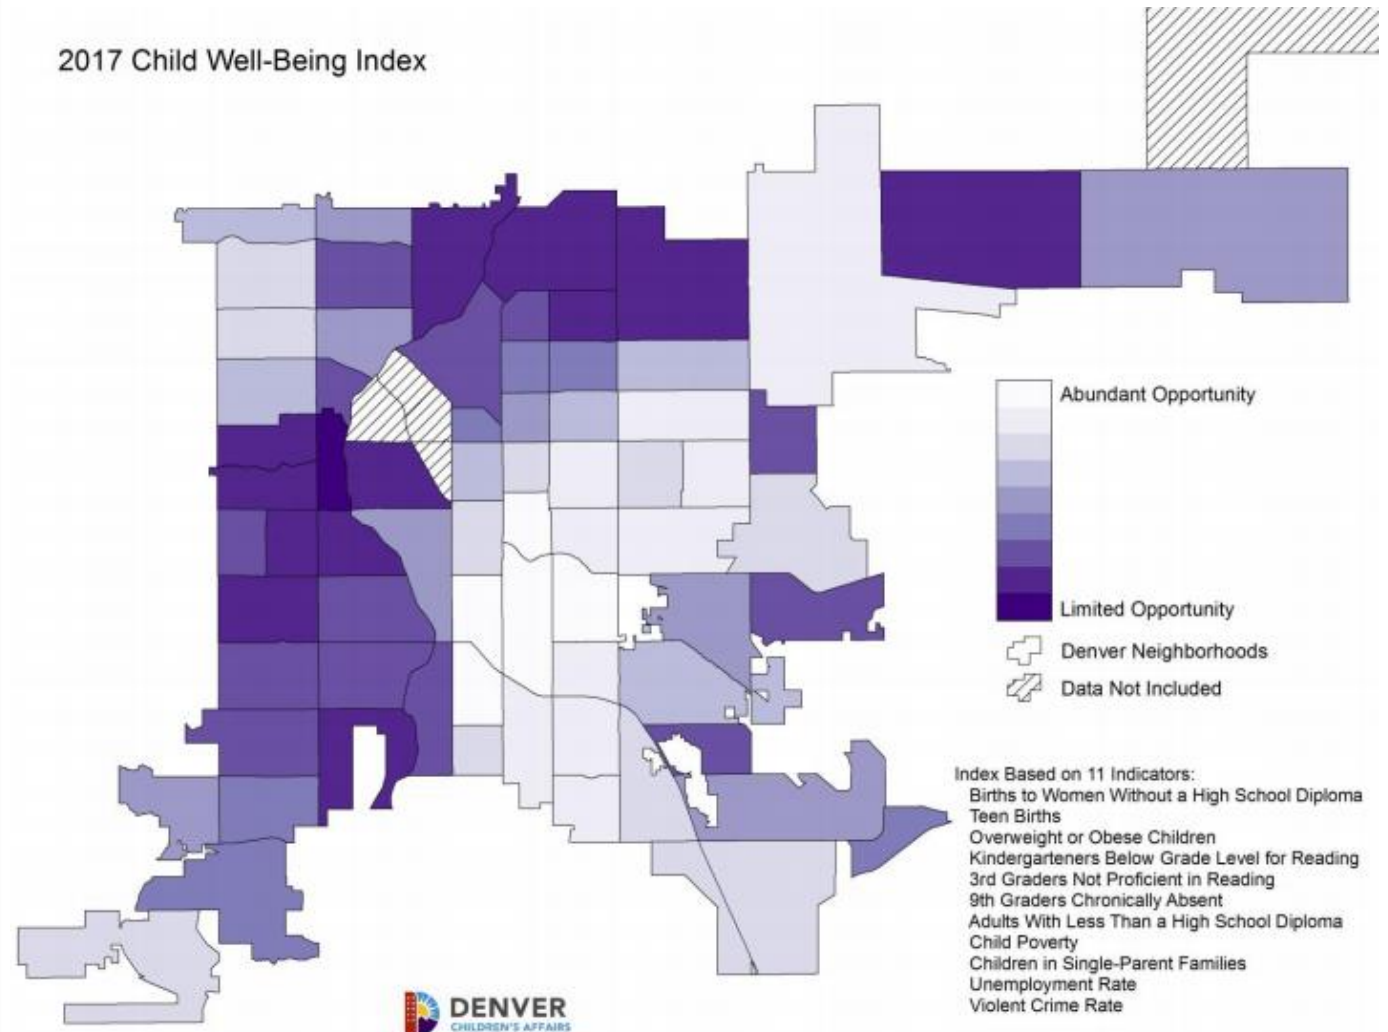 2017 Child Well-Being Index
Abundant Opportunity
Limited Opportunity
Denver Neighborhoods
Data Not Included
Index Based on 11 Indicators:
Births to Women Without a High School Diploma
Teen Births
Overweight or Obese Children
Kindergarteners Below Grade Level for Reading
3rd Graders Not Proficient in Reading
9th Graders Chronically Absent
Adults With Less Than a High School Diploma
Child Poverty
Children in Single-Parent Families
Unemployment Rate
Violent Crime Rate
DENVER
CHILDREN'S AFFAIRS